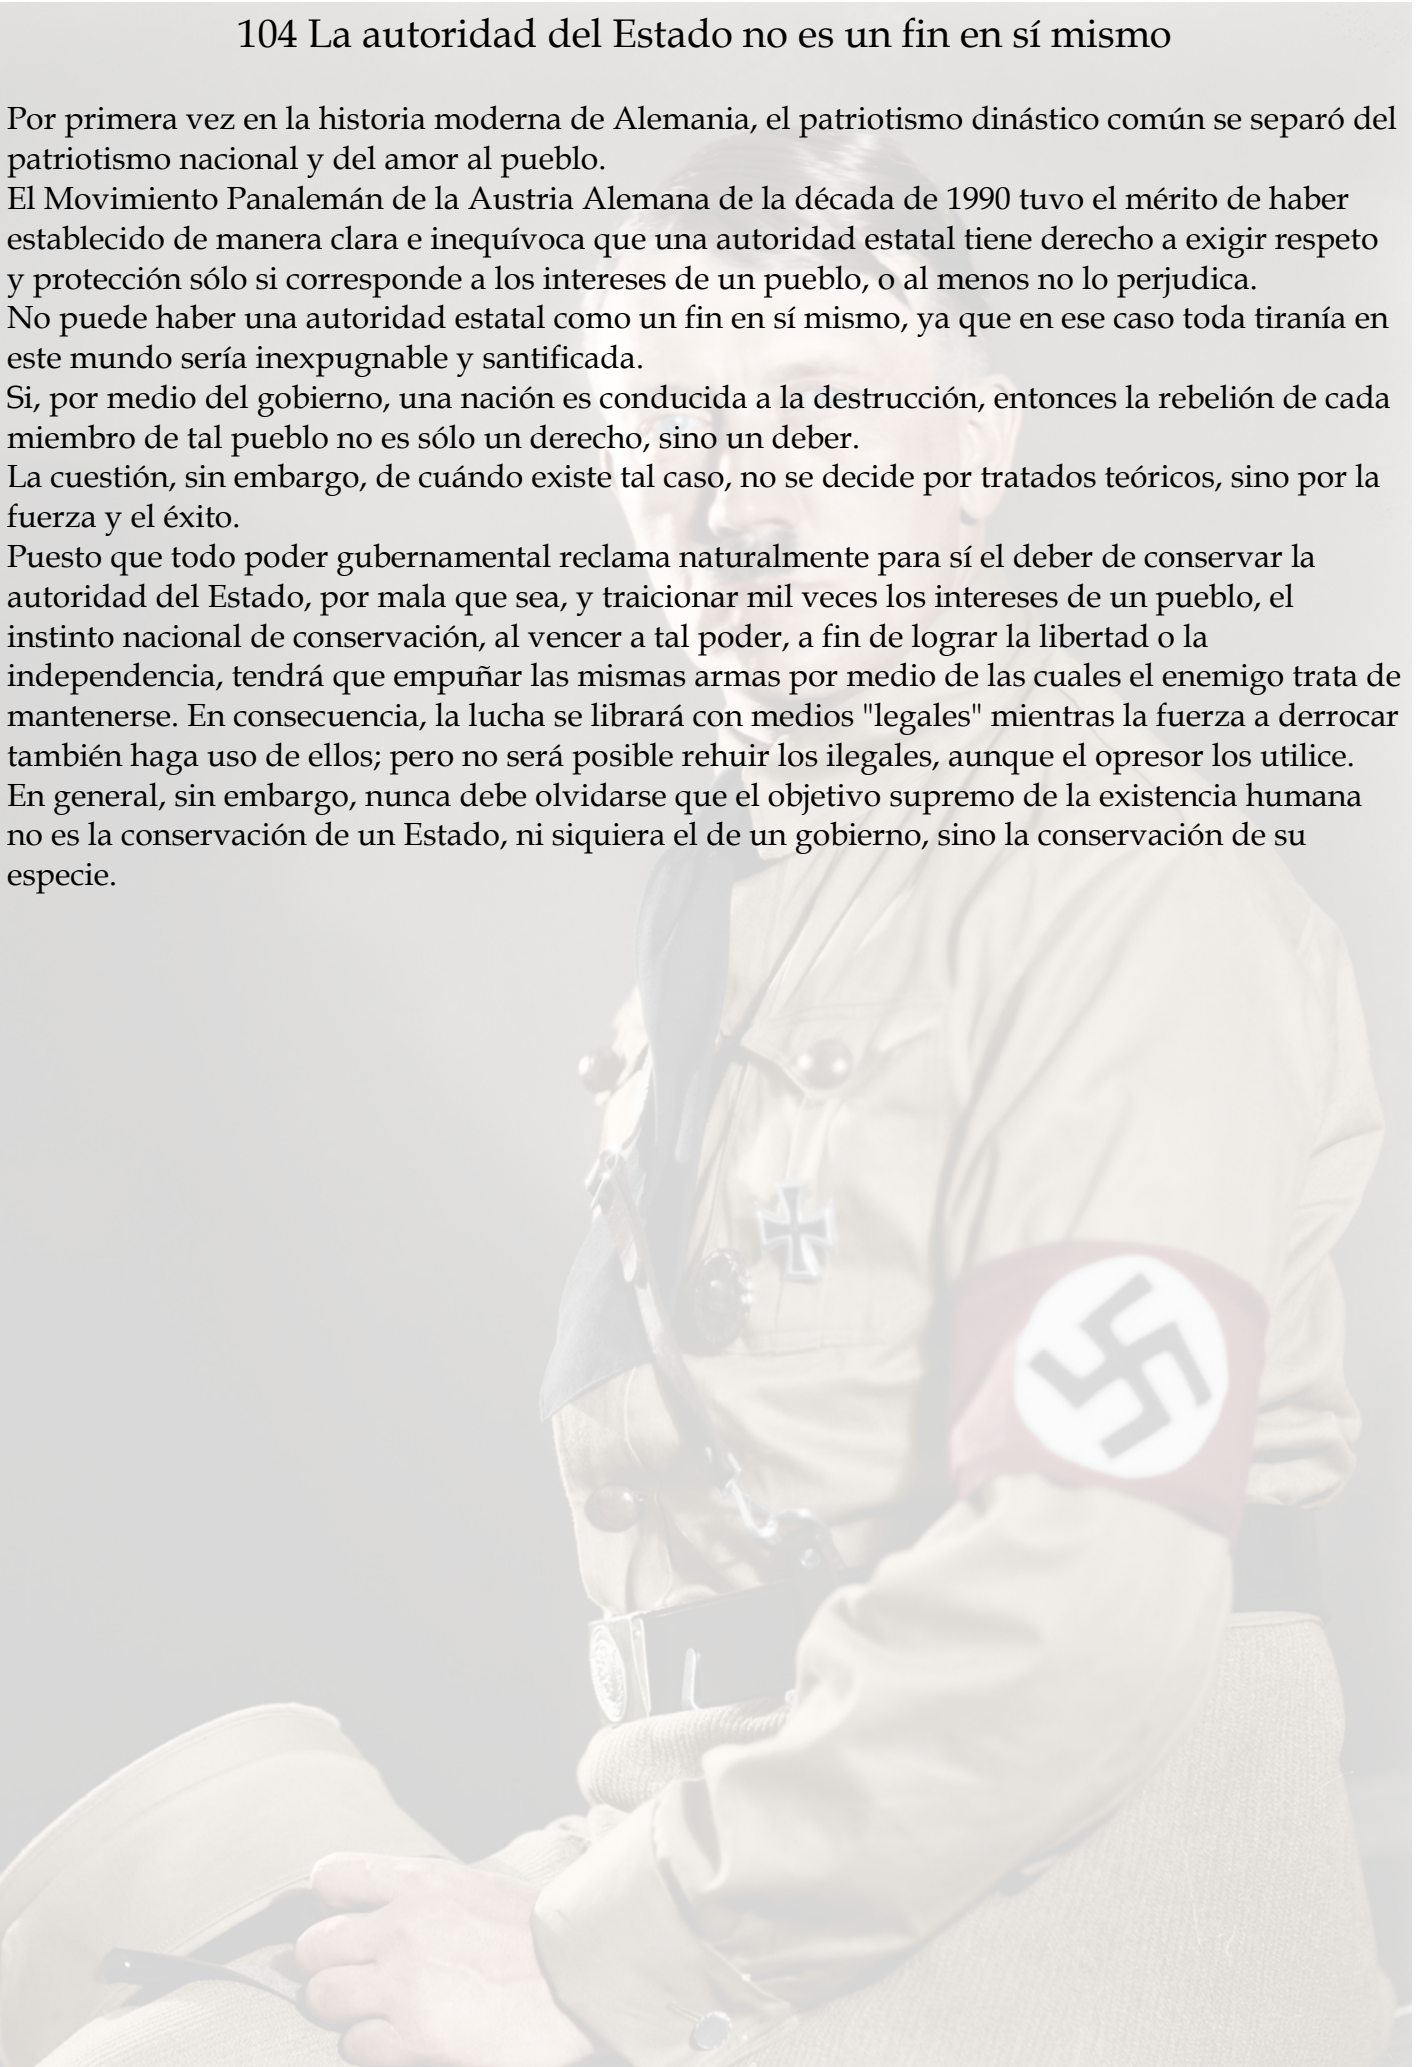 104 La autoridad del Estado no es un fin en sí mismo
Por primera vez en la historia moderna de Alemania, el patriotismo dinástico común se separó del
patriotismo nacional y del amor al pueblo.
El Movimiento Panalemán de la Austria Alemana de la década de 1990 tuvo el mérito de haber
establecido de manera clara e inequívoca que una autoridad estatal tiene derecho a exigir respeto
y protección sólo si corresponde a los intereses de un pueblo, o al menos no lo perjudica.
No puede haber una autoridad estatal como un fin en sí mismo, ya que en ese caso toda tiranía en
este mundo sería inexpugnable y santificada.
Si, por medio del gobierno, una nación es conducida a la destrucción, entonces la rebelión de cada
miembro de tal pueblo no es sólo un derecho, sino un deber.
La cuestión, sin embargo, de cuándo existe tal caso, no se decide por tratados teóricos, sino por la
fuerza y el éxito.
Puesto que todo poder gubernamental reclama naturalmente para sí el deber de conservar la
autoridad del Estado, por mala que sea, y traicionar mil veces los intereses de un pueblo, el
instinto nacional de conservación, al vencer a tal poder, a fin de lograr la libertad o la
independencia, tendrá que empuñar las mismas armas por medio de las cuales el enemigo trata de
mantenerse. En consecuencia, la lucha se librará con medios "legales" mientras la fuerza a derrocar
también haga uso de ellos; pero no será posible rehuir los ilegales, aunque el opresor los utilice.
En general, sin embargo, nunca debe olvidarse que el objetivo supremo de la existencia humana
no es la conservación de un Estado, ni siquiera el de un gobierno, sino la conservación de su
especie.